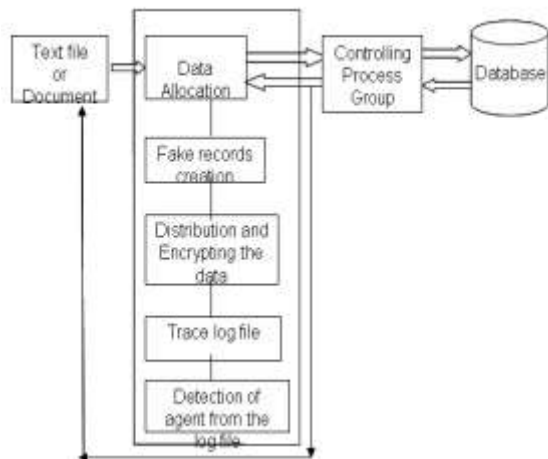 Text file
or
Document
Data
Allocation
Controlling
Process
Group
Database
Fake records
creation
Distribution and
Encrypting the
data
Trace log file
Detection of
agent from the
log file